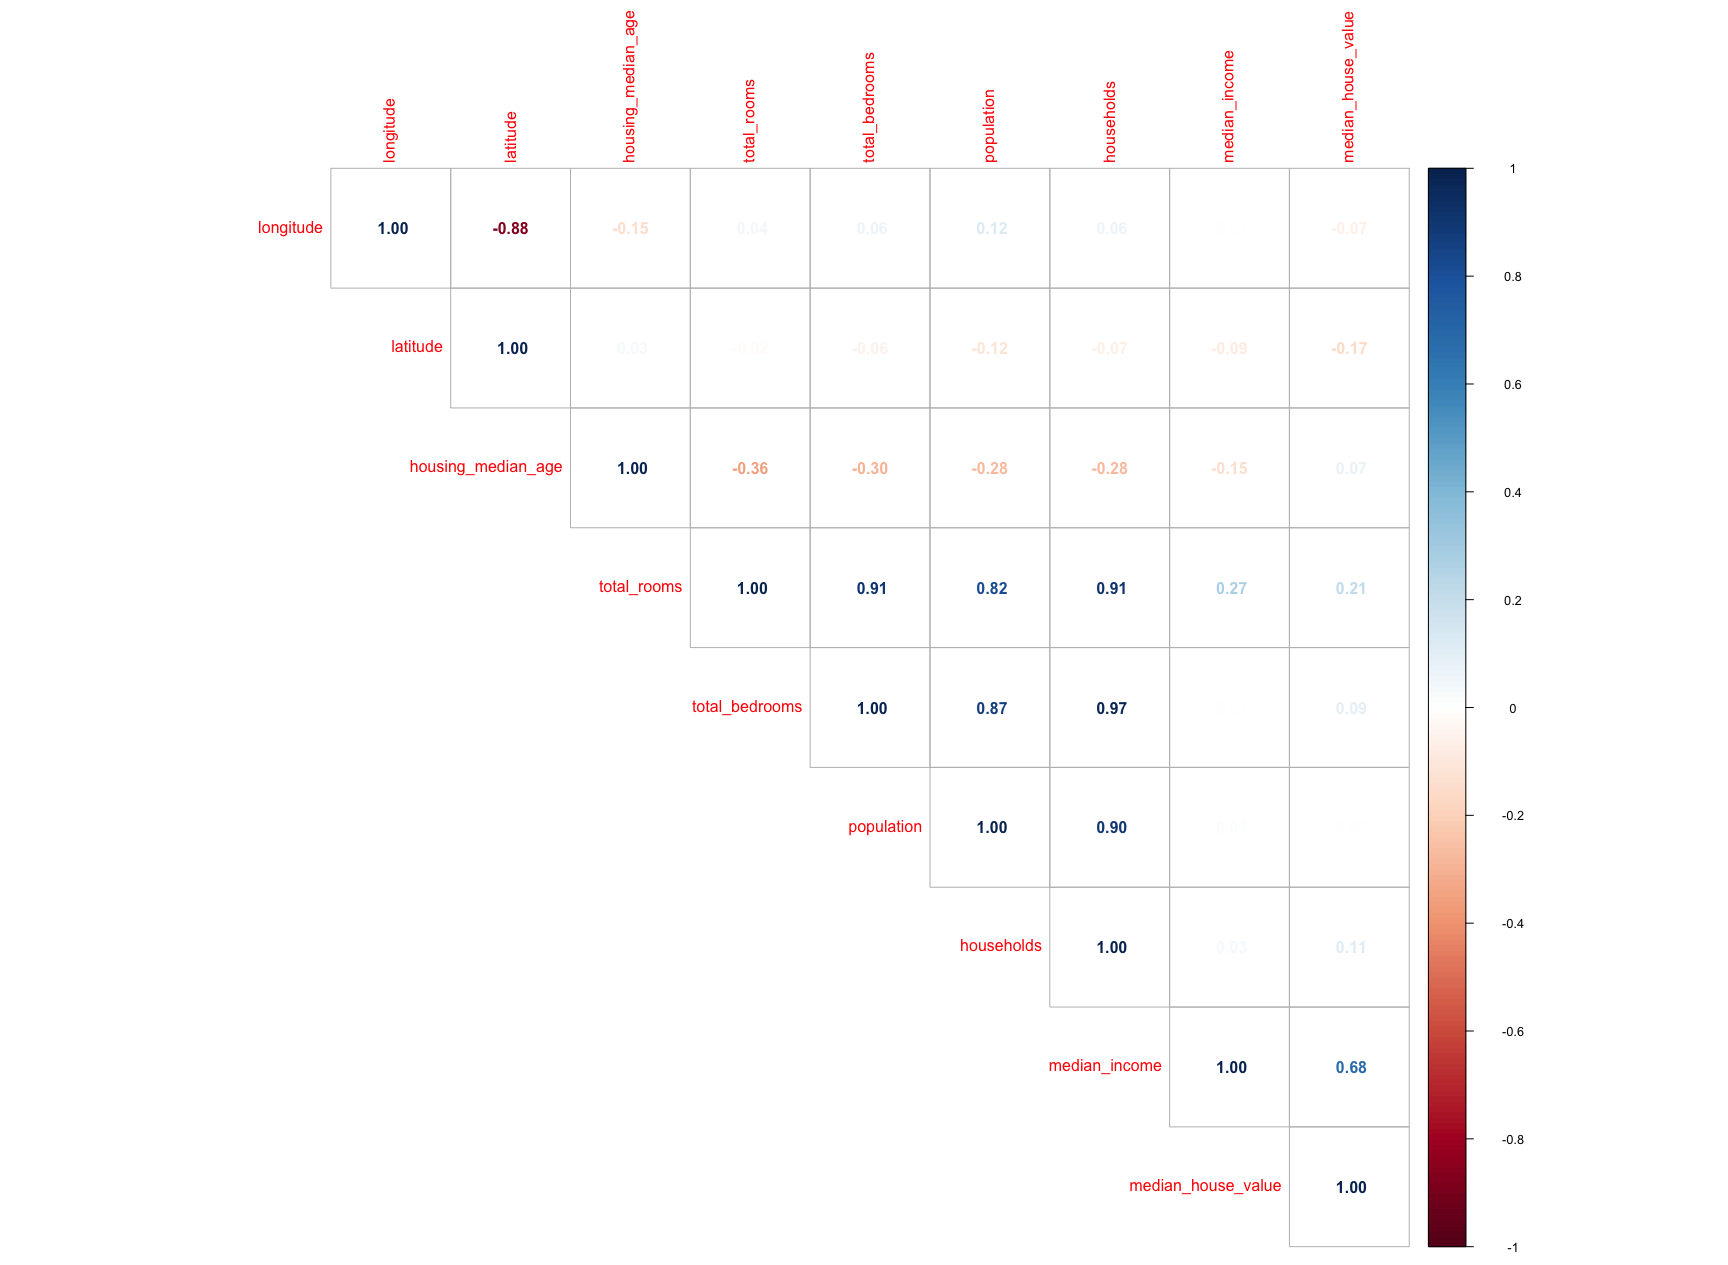 longitude
latitude
housing_median_age
total_rooms
total_bedrooms
population
households
median_income
median_house_value
longitude 1.00 -0.88 -0.15 0.04 0.06 0.12 0.06 -0.07
latitude 1.00 0.03 -0.06 -0.12 -0.07 -0.09 -0.17
housing_median_age 1.00 -0.36 -0.30 -0.28 -0.28 -0.15 0.07
total_rooms 1.00 0.91 0.82 0.91 0.27 0.21
total_bedrooms 1.00 0.87 0.97 0.09
population 1.00 0.90
households 1.00 0.03 0.11
median_income 1.00 0.68
median_house_value 1.00
1
0.8
0.6
0.4
0.2
0
-0.2
-0.4
-0.6
-0.8
-1